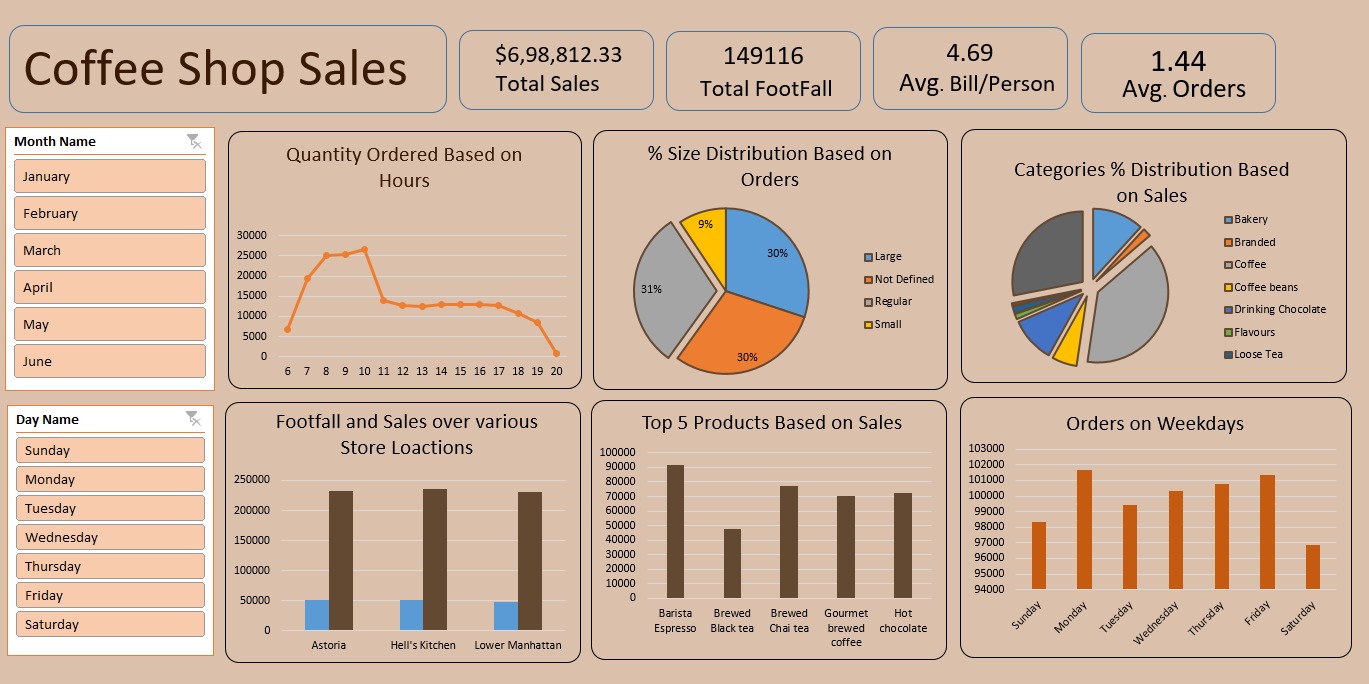 Coffee Shop Sales
$6,98,812.33
Total Sales
149116
Total FootFall
4.69
Avg. Bill/Person
1.44
Avg. Orders
Month Name
January
February
March
April
May
June
Day Name
Sunday
Monday
Tuesday
Wednesday
Thursday
Friday
Saturday
Quantity Ordered Based on
Hours
30000
25000
20000
15000
10000
5000
0
6 7 8 9 10 11 12 13 14 15 16 17 18 19 20
% Size Distribution Based on
Orders
9%
30%
31%
30%
Large
Not Defined
Regular
Small
Categories % Distribution Based
on Sales
Bakery
Branded
Coffee
Coffee beans
Drinking Chocolate
Flavours
Loose Tea
Footfall and Sales over various
Store Loactions
250000
200000
150000
100000
50000
0
Astoria Hell's Kitchen Lower Manhattan
Top 5 Products Based on Sales
100000
90000
80000
70000
60000
50000
40000
30000
20000
10000
0
Barista Brewed Brewed Gourmet Hot
Espresso Black tea Chai tea brewed chocolate
coffee
Orders on Weekdays
103000
102000
101000
100000
99000
98000
97000
96000
95000
94000
Sunday Monday Tuesday Wednesday Thursday Friday Saturday